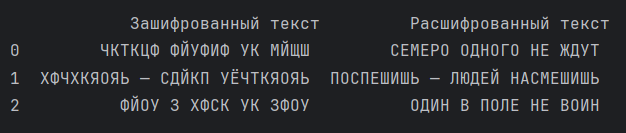 Зашифрованный текст Расшифрованный текст
0 ЧКТКЦФ ФЙУФИФ УК МЙЩШ СЕМЕРО ОДНОГО НЕ ЖДУТ
1 ХФЧХКЯОЯЬ – СДЙКП УЁЧТКЯОЯЬ ПОСПЕШИШЬ – ЛЮДЕЙ НАСМЕШИШЬ
2 ФЙОУ З ХФСК УК ЗФОУ ОДИН В ПОЛЕ НЕ ВОИН